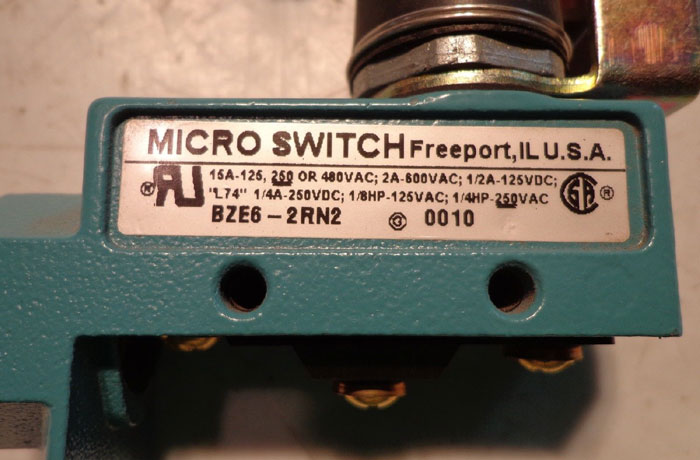 MICRO SWITCH Freeport, IL U.S.A.
15A-125, 250 OR 480VAC; 2A-600VAC; 1/2A-125VDC;
"L74" 1/4A-250VDC; 1/8HP-125VAC; 1/4HP-250VAC
BZE6-2RN2 0010